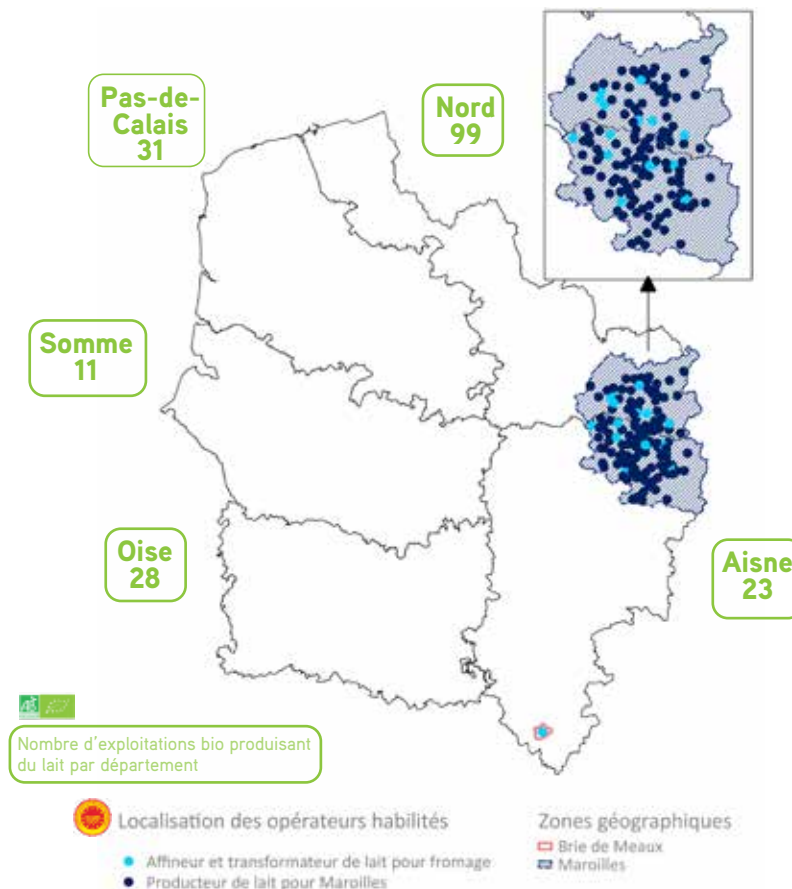 Pas-de-
Calais
31
Nord
99
Somme
11
Oise
28
Aisne
23
Nombre d'exploitations bio produisant
du lait par département
Localisation des opérateurs habilités
Affineur et transformateur de lait pour fromage
Producteur de lait pour Maroilles
Zones géographiques
Brie de Meaux
Maroilles